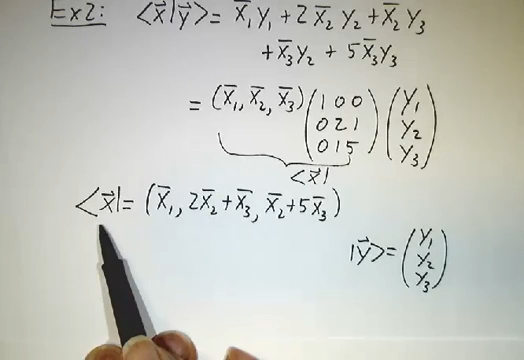 Ex2: <x⃗|y⃗> = x̄₁y₁ + 2x̄₂y₂ + x̄₂y₃
+ x̄₃y₂ + 5x̄₃y₃
= (x̄₁, x̄₂, x̄₃) (1 0 0
0 2 1
0 1 5) (y₁
y₂
y₃)
<x⃗|
<x⃗| = (x̄₁, 2x̄₂ + x̄₃, x̄₂ + 5x̄₃)
|y⃗> = (y₁
y₂
y₃)